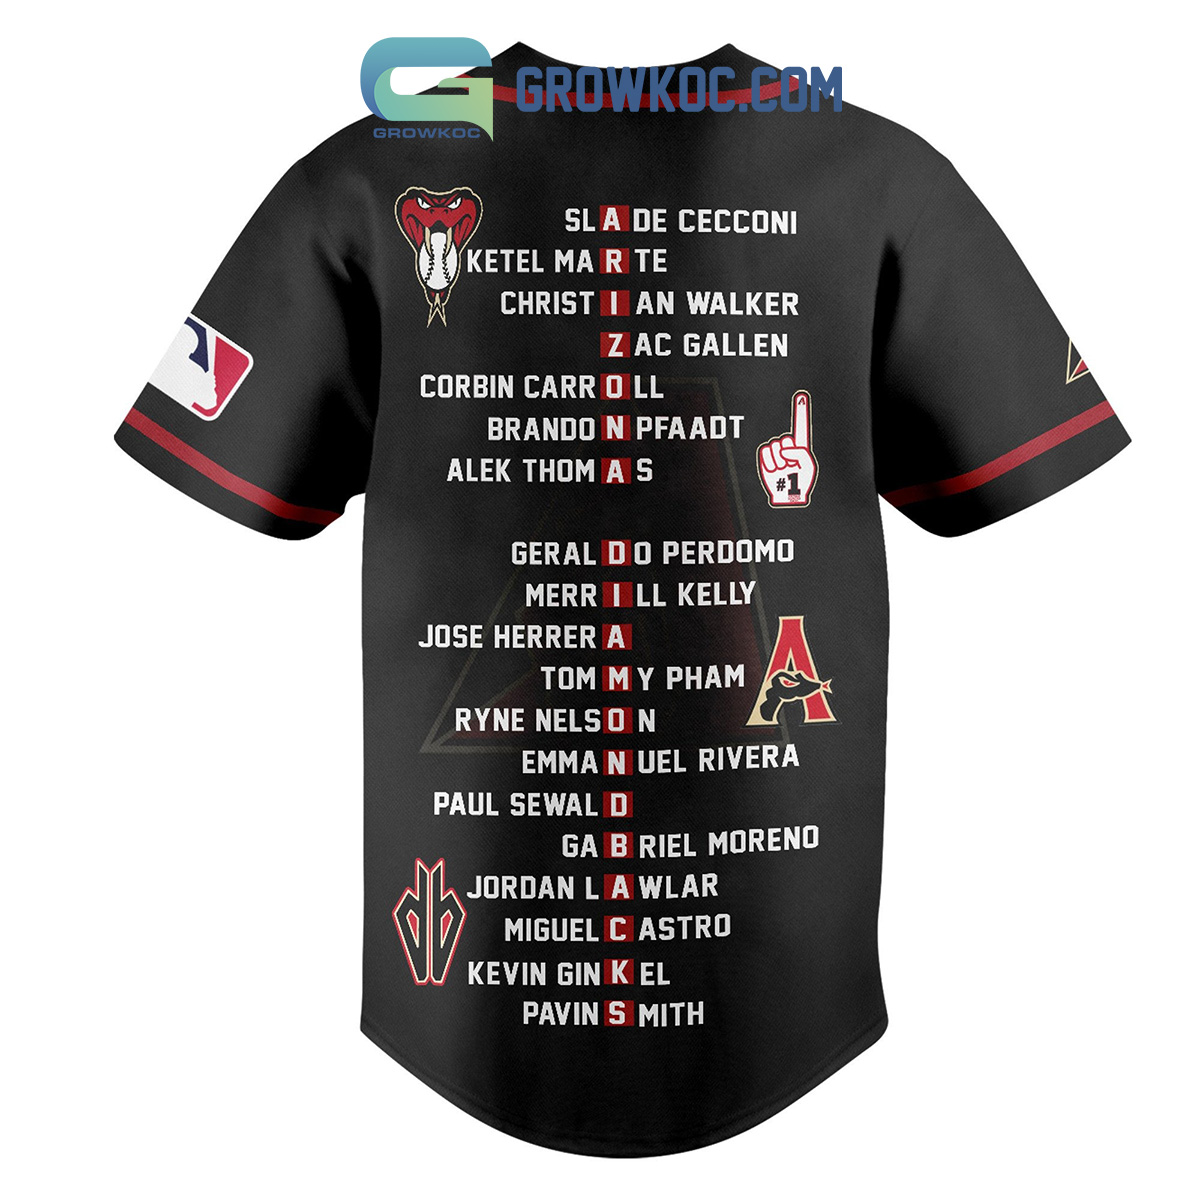 GROWKOC
GROWKOC.COM
SLADE CECCONI
KETEL MARTE
CHRISTIAN WALKER
ZAC GALLEN
CORBIN CARROLL
BRANDON PFAADT
ALEK THOMAS
#1
GERALDO PERDOMO
MERRILL KELLY
JOSE HERRERA
TOMMY PHAM
A
RYNE NELSON
EMMANUEL RIVERA
PAUL SEWALD
GABRIEL MORENO
JORDAN LAWLAR
MIGUEL CASTRO
KEVIN GINKEL
PAVIN SMITH